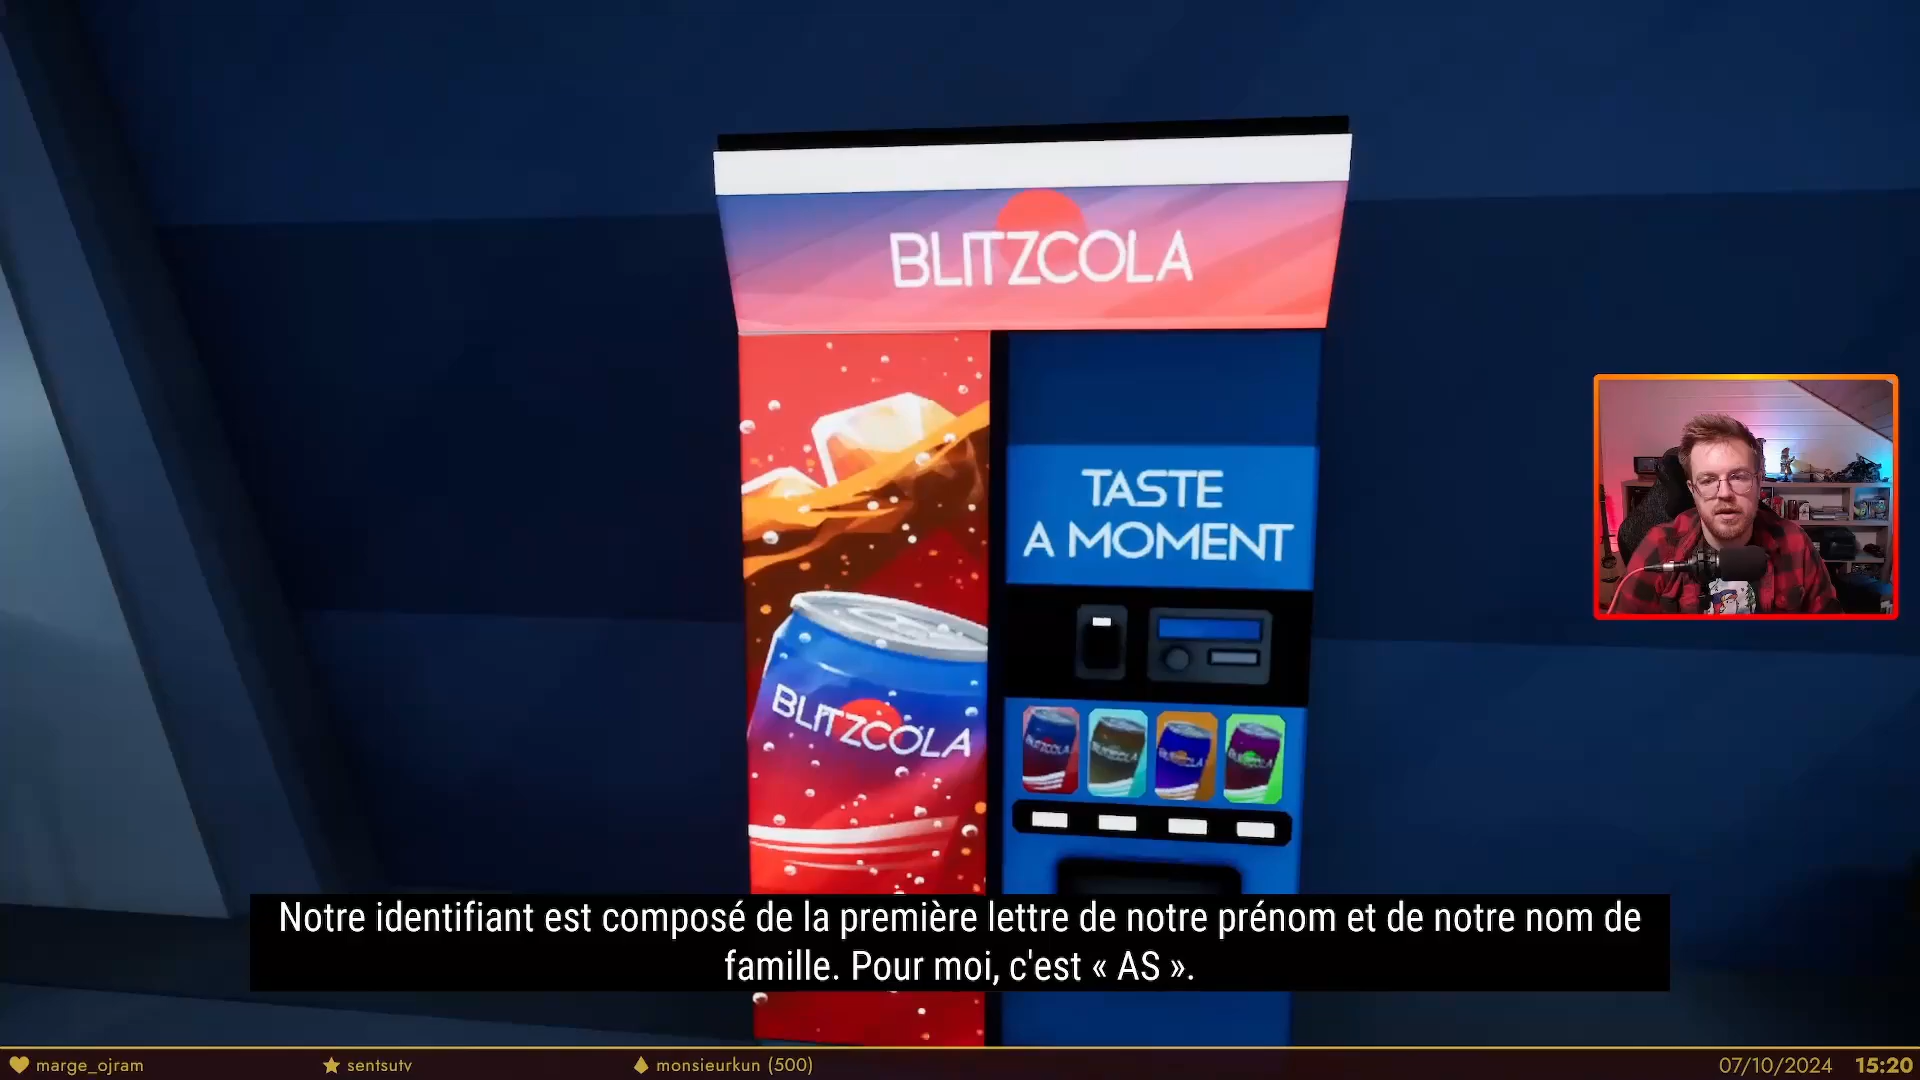 BLITZCOLA
TASTE
A MOMENT
BLITZCOLA
Notre identifiant est composé de la première lettre de notre prénom et de notre nom de
famille. Pour moi, c'est « AS ».
marge_ojram
sentsutv
monsieurkun (500)
07/10/2024 15:20